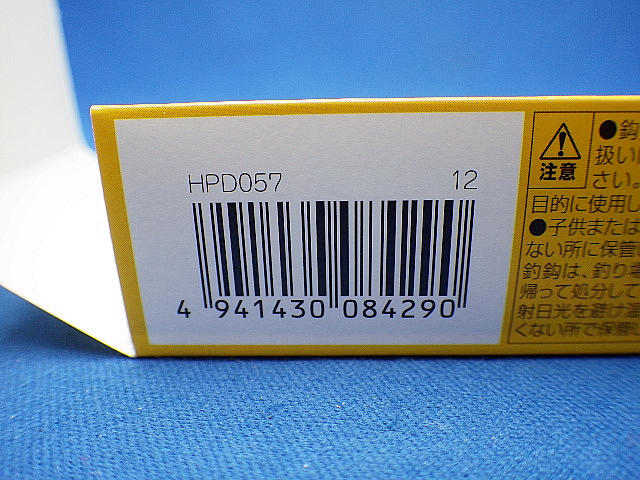 HPD057 12
4 941430 084290
注意
●鈎
扱い
さい。
目的に使用し
●子供または
ない所に保管
釣鈎は、釣り
帰って処分して
射日光を避け
くない所で保管